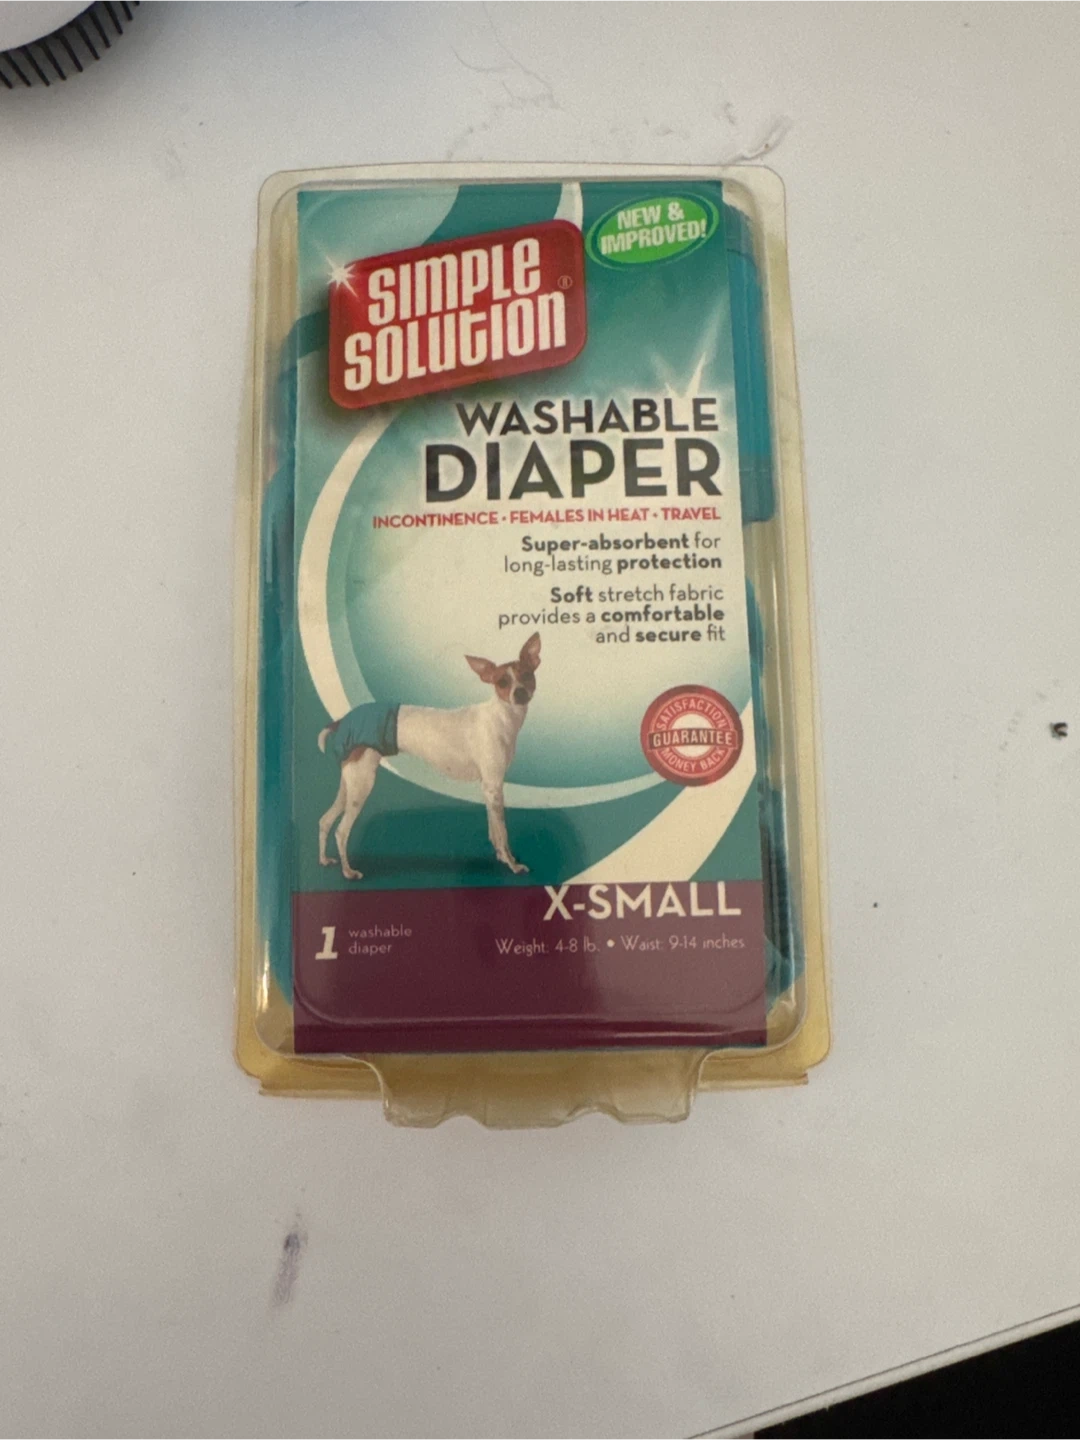 NEW &
IMPROVED!
SIMPLE
SOLUTION®
WASHABLE
DIAPER
INCONTINENCE • FEMALES IN HEAT • TRAVEL
Super-absorbent for
long-lasting protection
Soft stretch fabric
provides a comfortable
and secure fit
SATISFACTION
GUARANTEE
MONEY BACK
X-SMALL
1 washable
diaper
Weight: 4-8 lb. • Waist: 9-14 inches